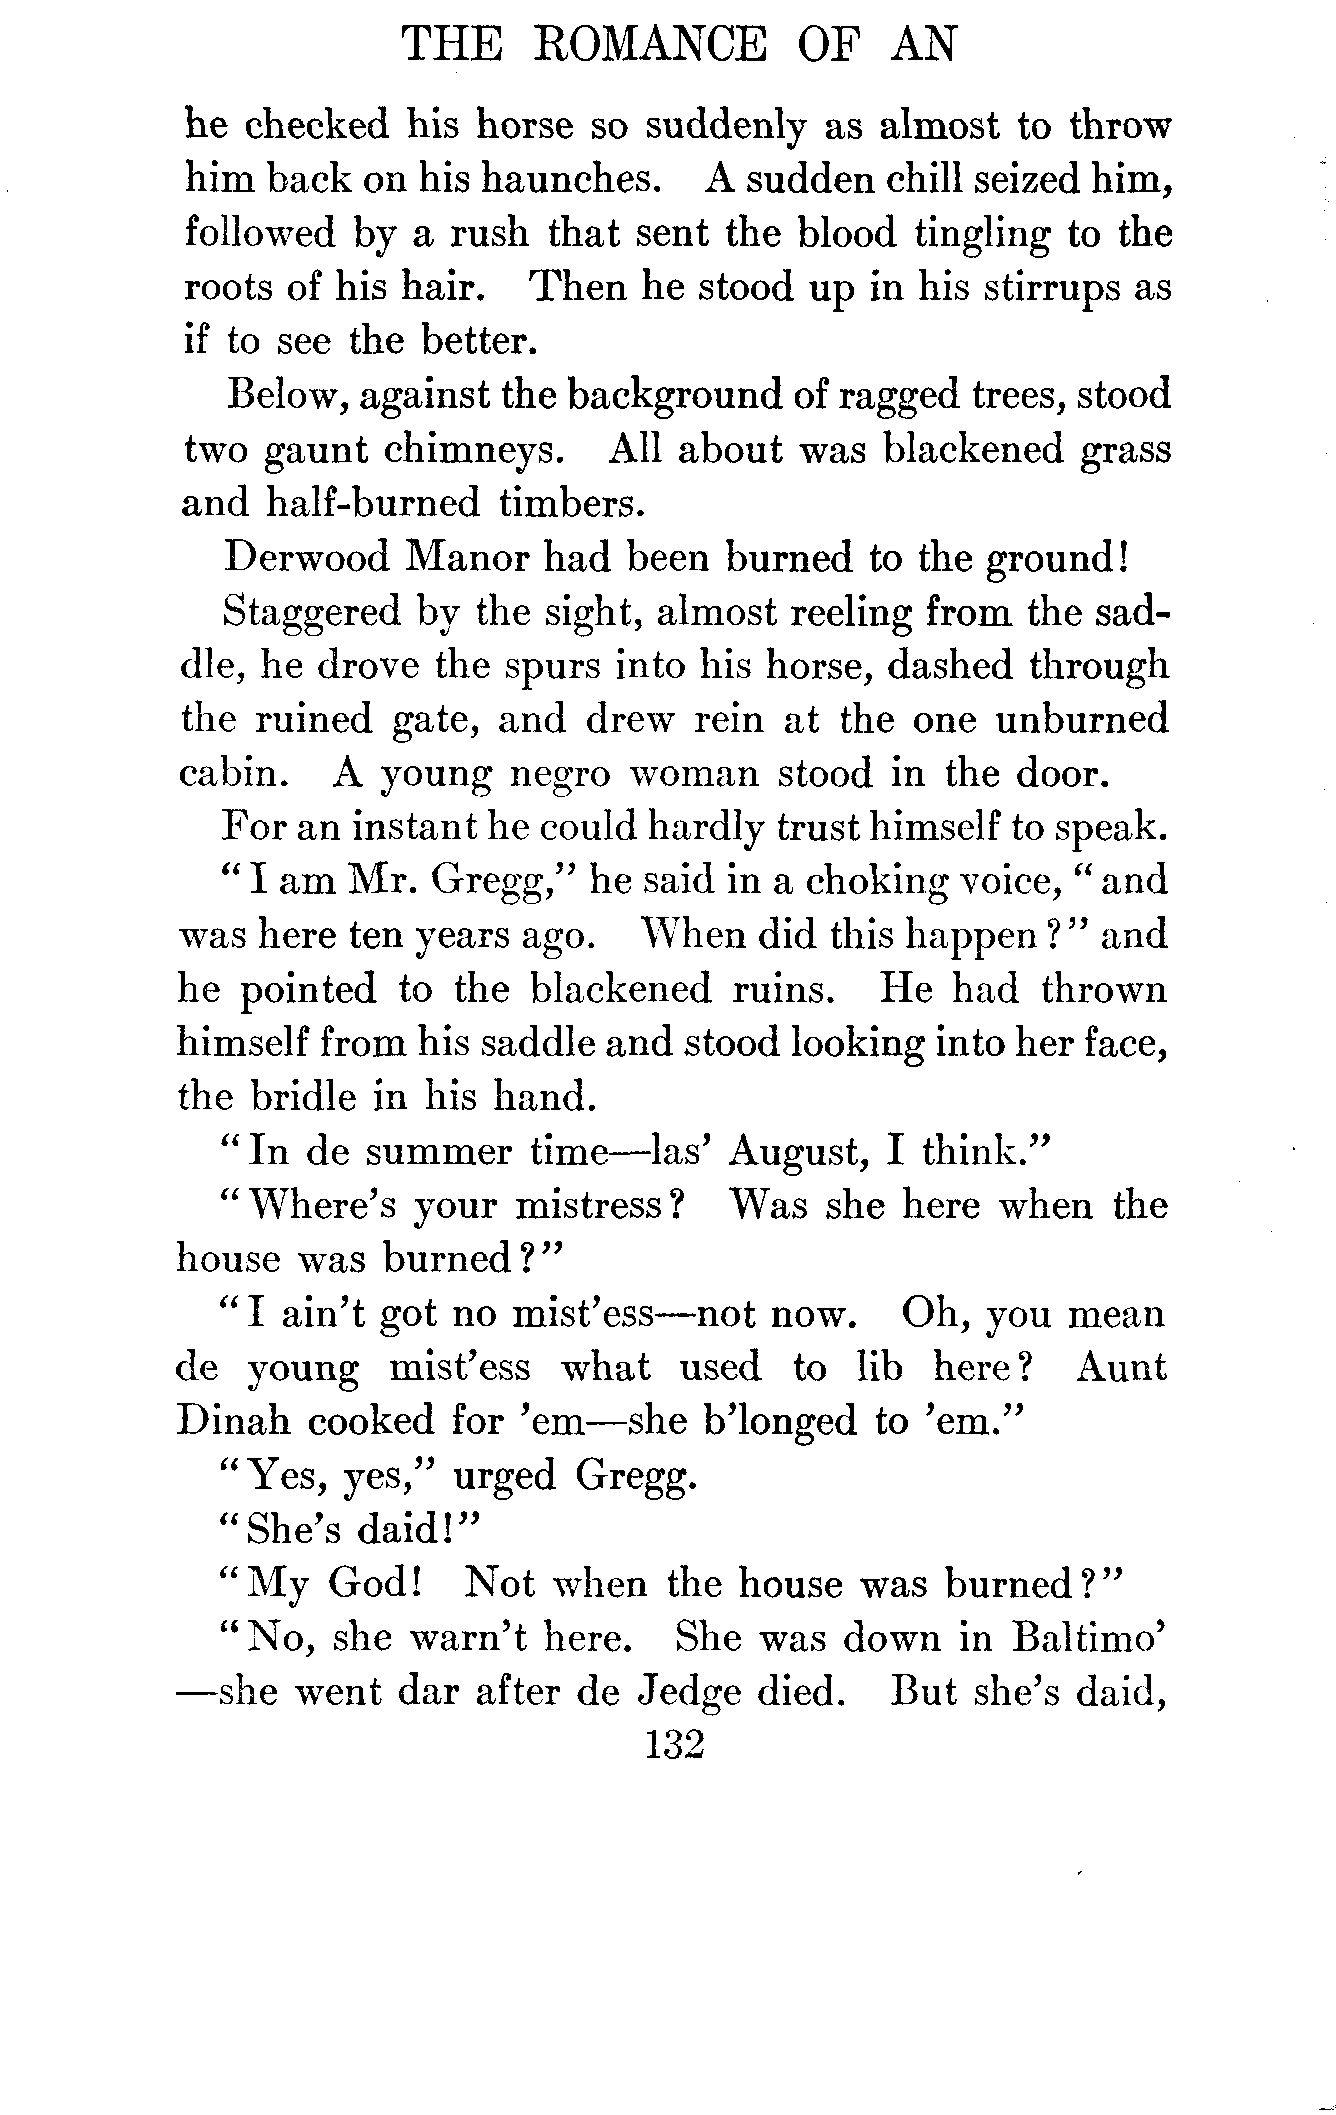 THE ROMANCE OF AN
he checked his horse so suddenly as almost to throw
him back on his haunches. A sudden chill seized him,
followed by a rush that sent the blood tingling to the
roots of his hair. Then he stood up in his stirrups as
if to see the better.
Below, against the background of ragged trees, stood
two gaunt chimneys. All about was blackened grass
and half-burned timbers.
Derwood Manor had been burned to the ground!
Staggered by the sight, almost reeling from the sad-
dle, he drove the spurs into his horse, dashed through
the ruined gate, and drew rein at the one unburned
cabin. A young negro woman stood in the door.
For an instant he could hardly trust himself to speak.
“I am Mr. Gregg,” he said in a choking voice, “and
was here ten years ago. When did this happen?” and
he pointed to the blackened ruins. He had thrown
himself from his saddle and stood looking into her face,
the bridle in his hand.
“In de summer time—las’ August, I think.”
“Where’s your mistress? Was she here when the
house was burned?”
“I ain’t got no mist’ess—not now. Oh, you mean
de young mist’ess what used to lib here? Aunt
Dinah cooked for ’em—she b’longed to ’em.”
“Yes, yes,” urged Gregg.
“She’s daid!”
“My God! Not when the house was burned?”
“No, she warn’t here. She was down in Baltimo’
—she went dar after de Jedge died. But she’s daid,
132